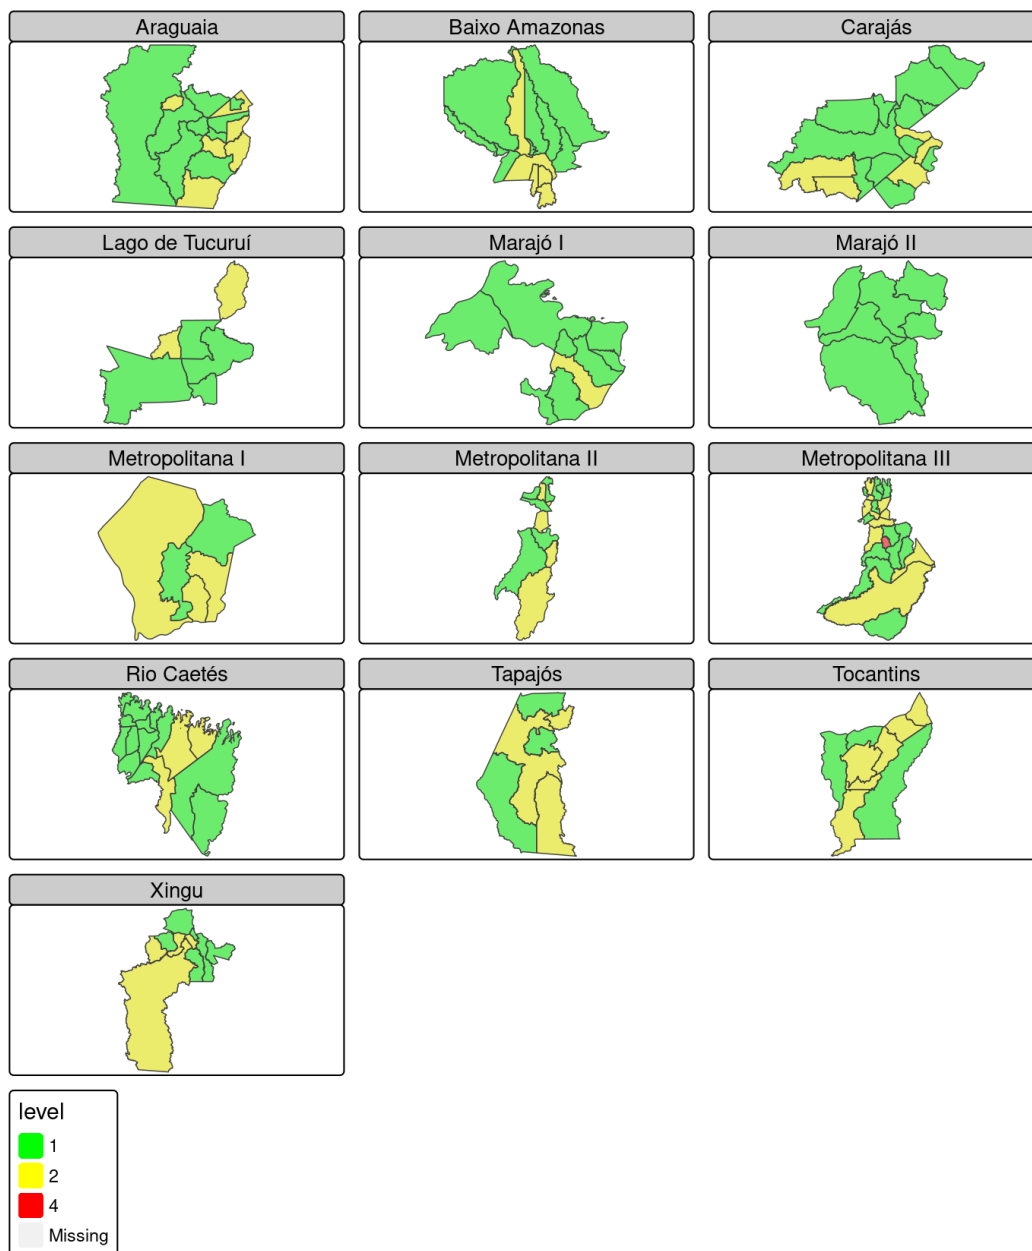 Araguaia
Baixo Amazonas
Carajás
Lago de Tucuruí
Marajó I
Marajó II
Metropolitana I
Metropolitana II
Metropolitana III
Rio Caetés
Tapajós
Tocantins
Xingu
level
1
2
4
Missing